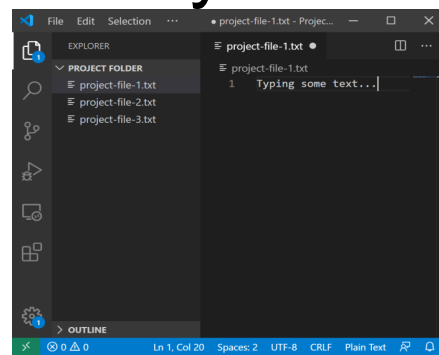 File Edit Selection ··· ● project-file-1.txt - Projec...
EXPLORER
PROJECT FOLDER
project-file-1.txt
project-file-2.txt
project-file-3.txt
OUTLINE
project-file-1.txt ●
project-file-1.txt
1 Typing some text...
1
1
0 0 Ln 1, Col 20 Spaces: 2 UTF-8 CRLF Plain Text